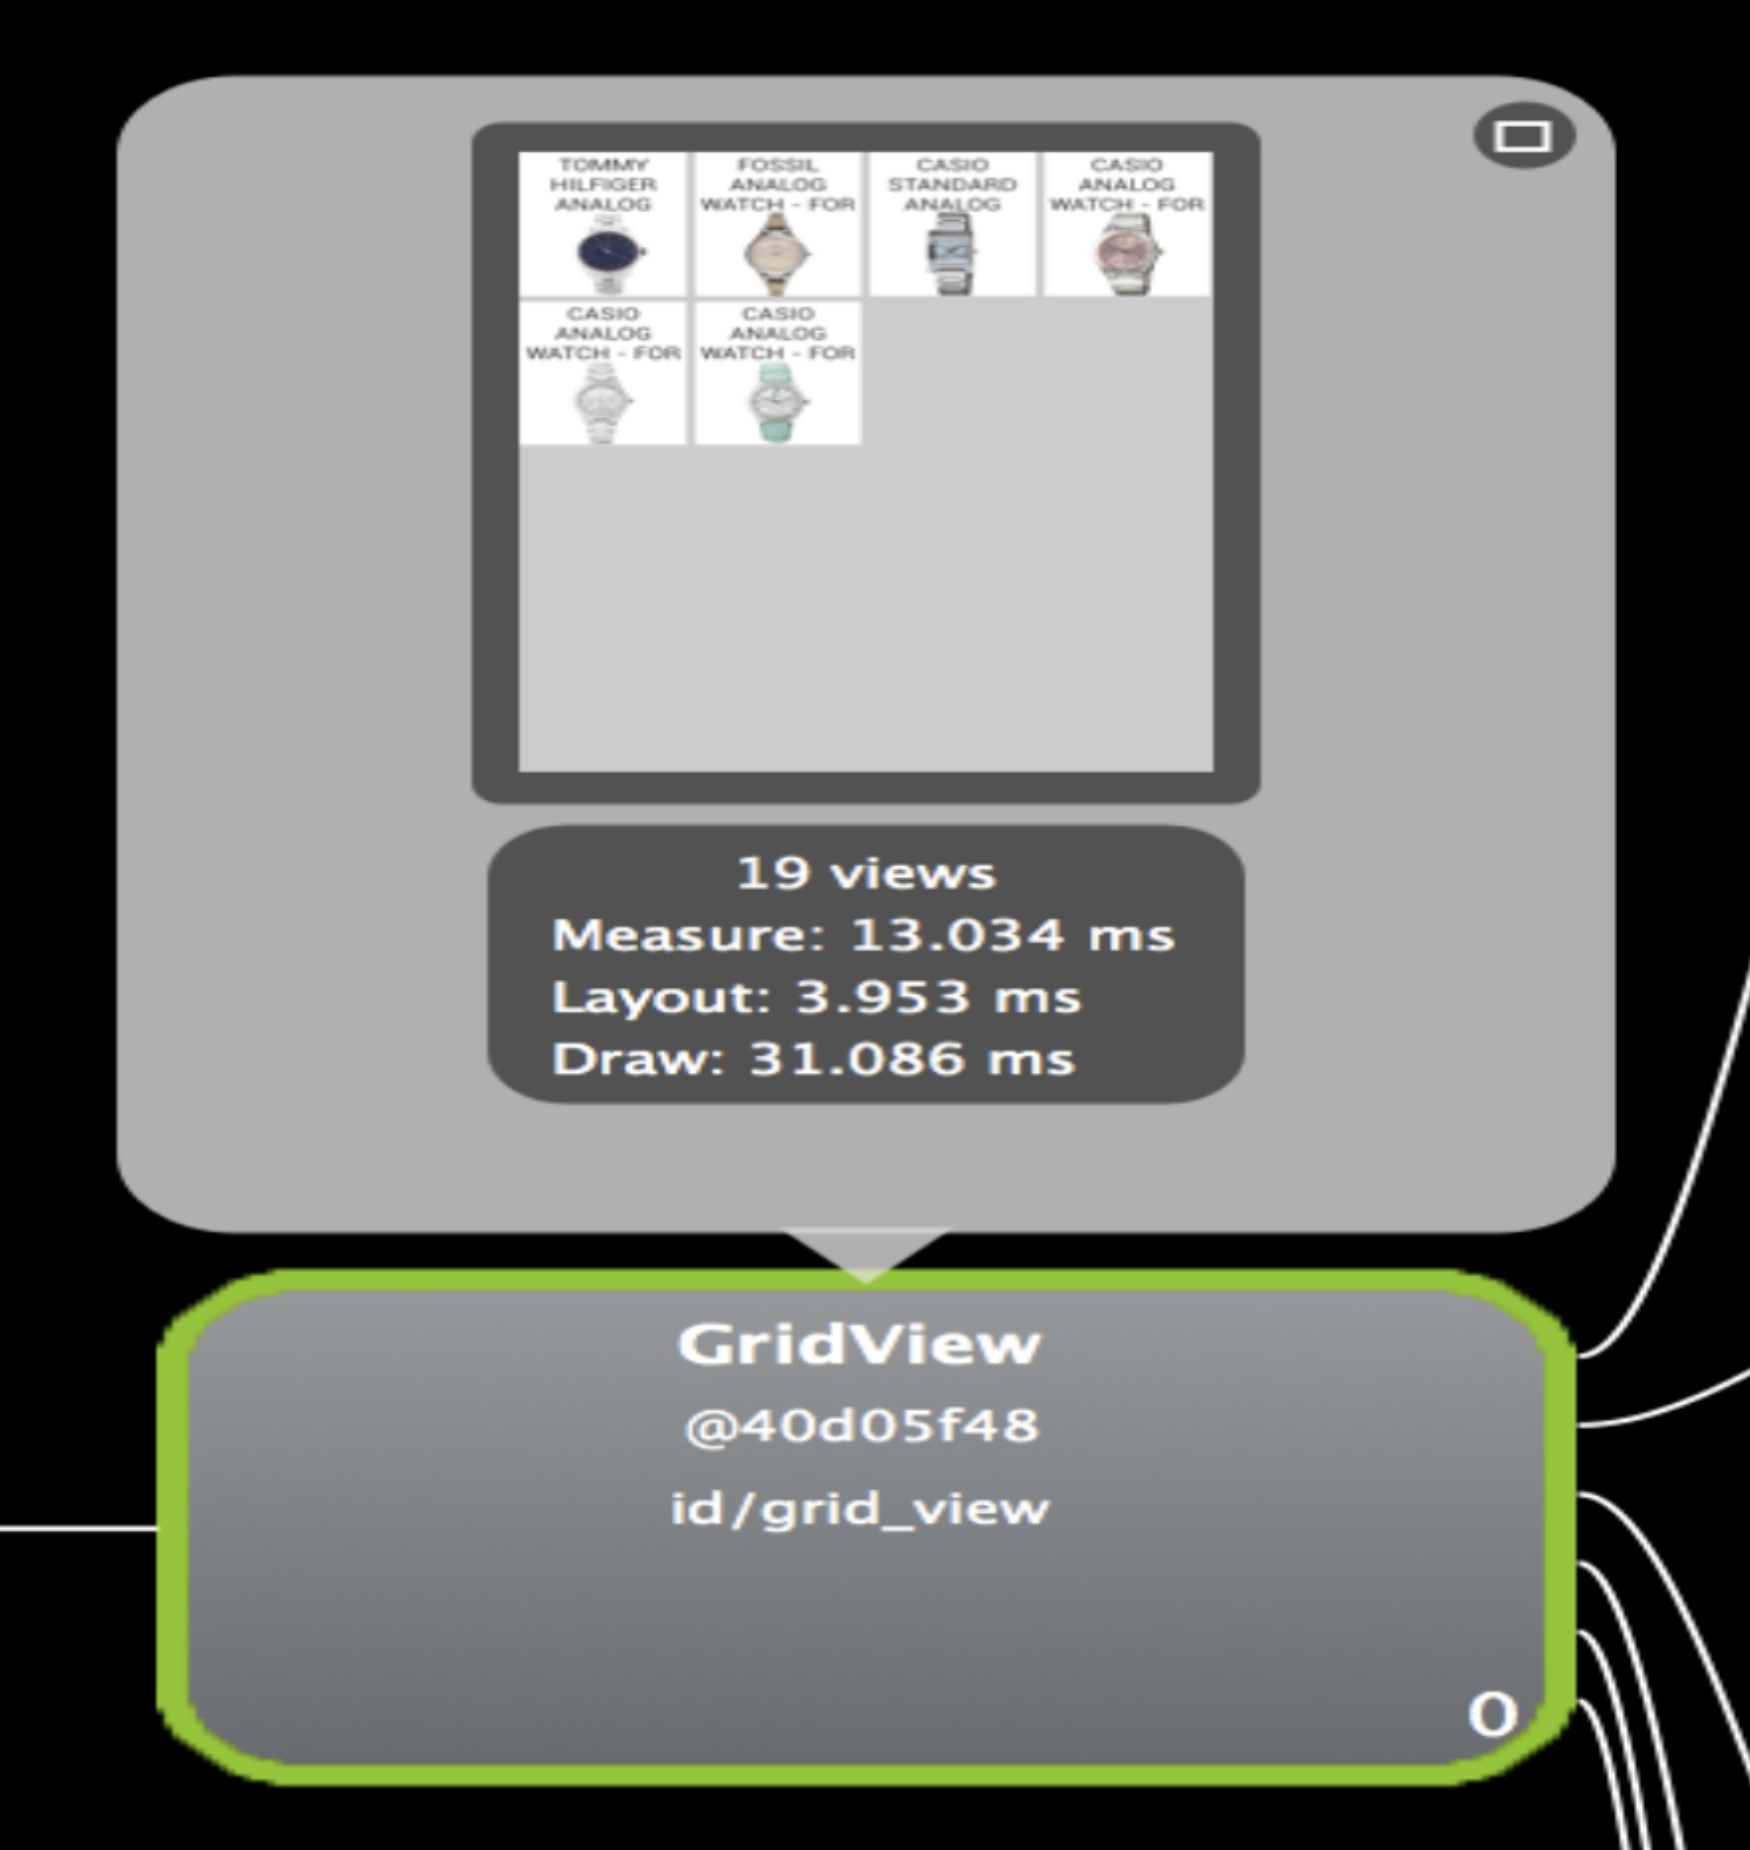 TOMMY
HILFIGER
ANALOG
FOSSIL
ANALOG
WATCH - FOR
CASIO
STANDARD
ANALOG
CASIO
ANALOG
WATCH - FOR
CASIO
ANALOG
WATCH - FOR
CASIO
ANALOG
WATCH - FOR
19 views
Measure: 13.034 ms
Layout: 3.953 ms
Draw: 31.086 ms
GridView
@40d05f48
id/grid_view
0